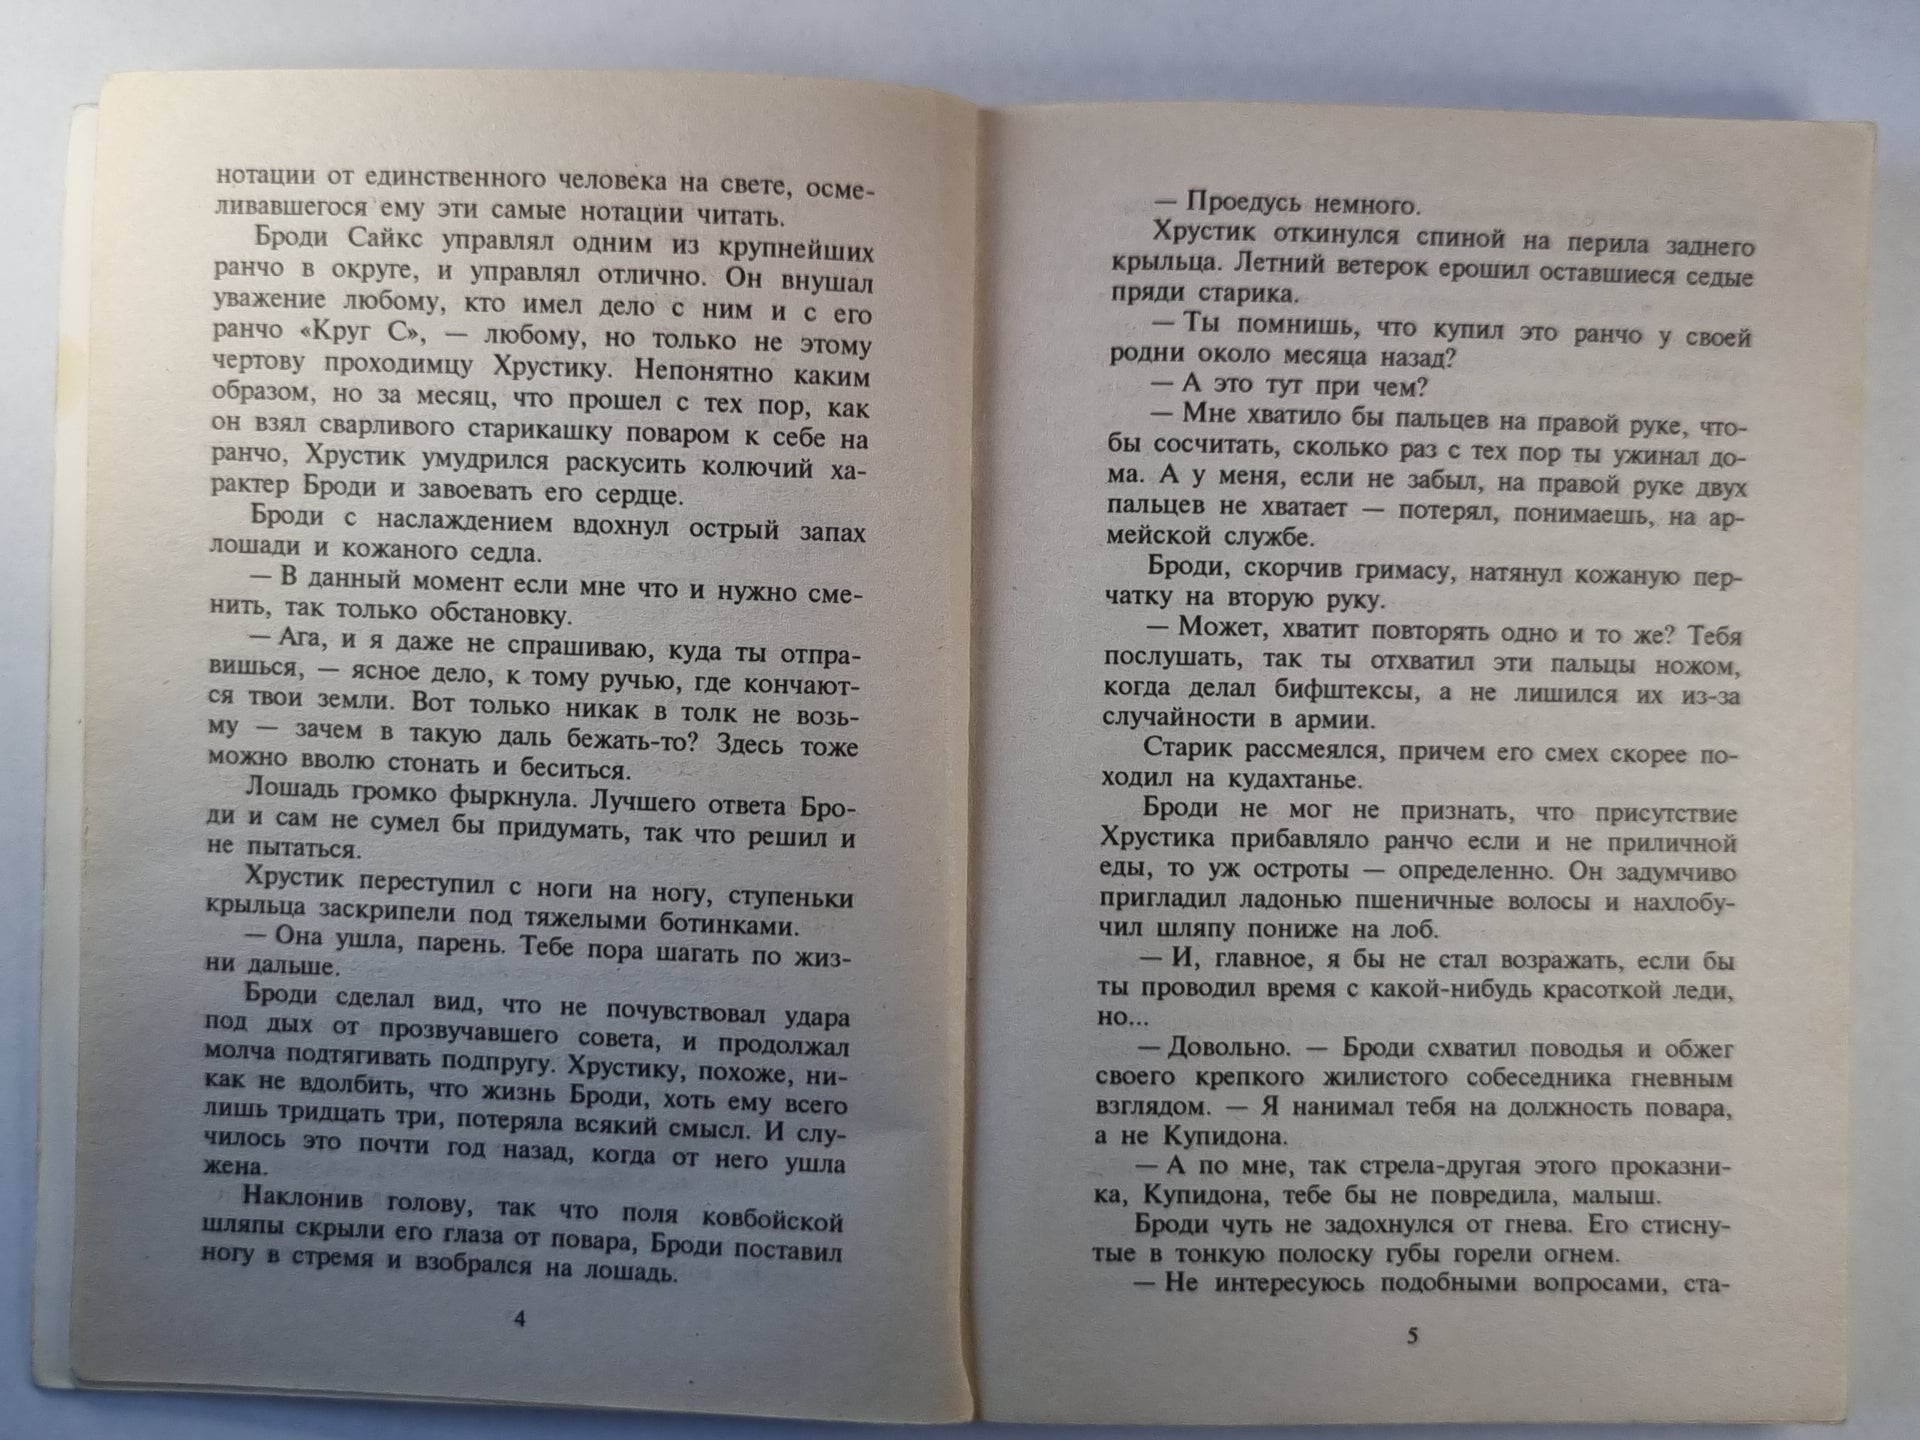 нотации от единственного человека на свете, осме-
ливавшегося ему эти самые нотации читать.
Броди Сайкс управлял одним из крупнейших
ранчо в округе, и управлял отлично. Он внушал
уважение любому, кто имел дело с ним и с его
ранчо «Круг С», — любому, но только не этому
чертову проходимцу Хрустику. Непонятно каким
образом, но за месяц, что прошел с тех пор, как
он взял сварливого старикашку поваром к себе на
ранчо, Хрустик умудрился раскусить колючий ха-
рактер Броди и завоевать его сердце.
Броди с наслаждением вдохнул острый запах
лошади и кожаного седла.
— В данный момент если мне что и нужно сме-
нить, так только обстановку.
— Ага, и я даже не спрашиваю, куда ты отпра-
вишься, — ясное дело, к тому ручью, где кончают-
ся твои земли. Вот только никак в толк не возь-
му — зачем в такую даль бежать-то? Здесь тоже
можно вволю стонать и беситься.
Лошадь громко фыркнула. Лучшего ответа Бро-
ди и сам не сумел бы придумать, так что решил и
не пытаться.
Хрустик переступил с ноги на ногу, ступеньки
крыльца заскрипели под тяжелыми ботинками.
— Она ушла, парень. Тебе пора шагать по жиз-
ни дальше.
Броди сделал вид, что не почувствовал удара
под дых от прозвучавшего совета, и продолжал
молча подтягивать подпругу. Хрустику, похоже, ни-
как не вдолбить, что жизнь Броди, хоть ему всего
лишь тридцать три, потеряла всякий смысл. И слу-
чилось это почти год назад, когда от него ушла
жена.
Наклонив голову, так что поля ковбойской
шляпы скрыли его глаза от повара, Броди поставил
ногу в стремя и взобрался на лошадь.
4
— Проедусь немного.
Хрустик откинулся спиной на перила заднего
крыльца. Летний ветерок ерошил оставшиеся седые
пряди старика.
— Ты помнишь, что купил это ранчо у своей
родни около месяца назад?
— А это тут при чем?
— Мне хватило бы пальцев на правой руке, что-
бы сосчитать, сколько раз с тех пор ты ужинал до-
ма. А у меня, если не забыл, на правой руке двух
пальцев не хватает — потерял, понимаешь, на ар-
мейской службе.
Броди, скорчив гримасу, натянул кожаную пер-
чатку на вторую руку.
— Может, хватит повторять одно и то же? Тебя
послушать, так ты отхватил эти пальцы ножом,
когда делал бифштексы, а не лишился их из-за
случайности в армии.
Старик рассмеялся, причем его смех скорее по-
ходил на кудахтанье.
Броди не мог не признать, что присутствие
Хрустика прибавляло ранчо если и не приличной
еды, то уж остроты — определенно. Он задумчиво
пригладил ладонью пшеничные волосы и нахлобу-
чил шляпу пониже на лоб.
— И, главное, я бы не стал возражать, если бы
ты проводил время с какой-нибудь красоткой леди,
но...
— Довольно. — Броди схватил поводья и обжег
своего крепкого жилистого собеседника гневным
взглядом. — Я нанимал тебя на должность повара,
а не Купидона.
— А по мне, так стрела-другая этого проказни-
ка, Купидона, тебе бы не повредила, малыш.
Броди чуть не задохнулся от гнева. Его стисну-
тые в тонкую полоску губы горели огнем.
— Не интересуюсь подобными вопросами, ста-
5